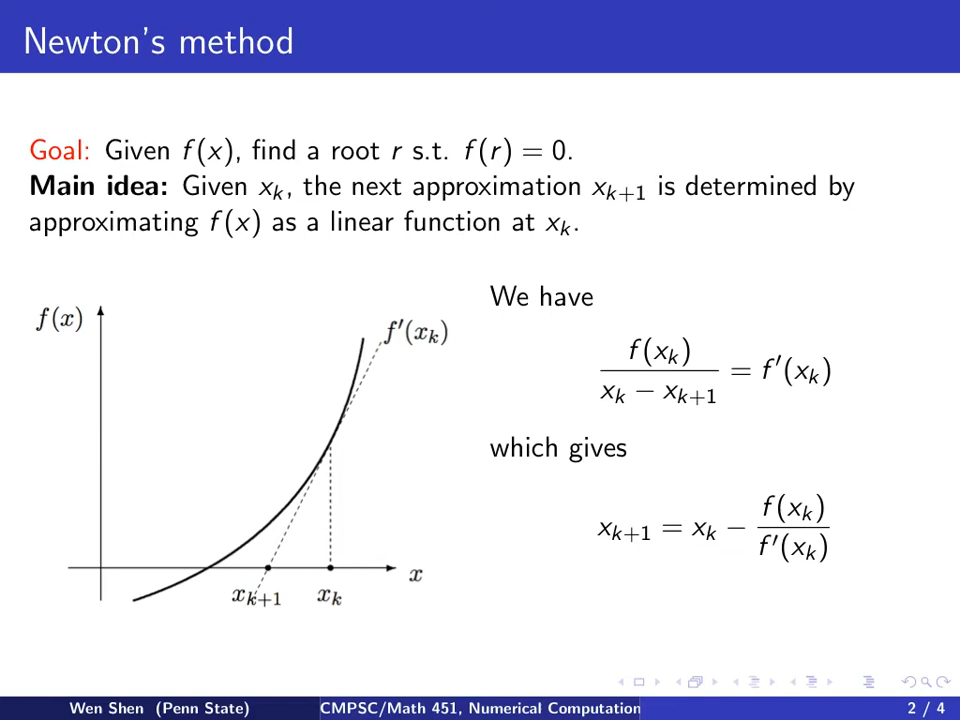 Newton's method
Goal: Given f(x), find a root r s.t. f(r) = 0.
Main idea: Given x_k, the next approximation x_{k+1} is determined by
approximating f(x) as a linear function at x_k.
f(x)
f'(x_k)
x_{k+1}
x_k
x
We have
f(x_k) / (x_k − x_{k+1}) = f'(x_k)
which gives
x_{k+1} = x_k − f(x_k) / f'(x_k)
Wen Shen (Penn State)
CMPSC/Math 451, Numerical Computation
2 / 4